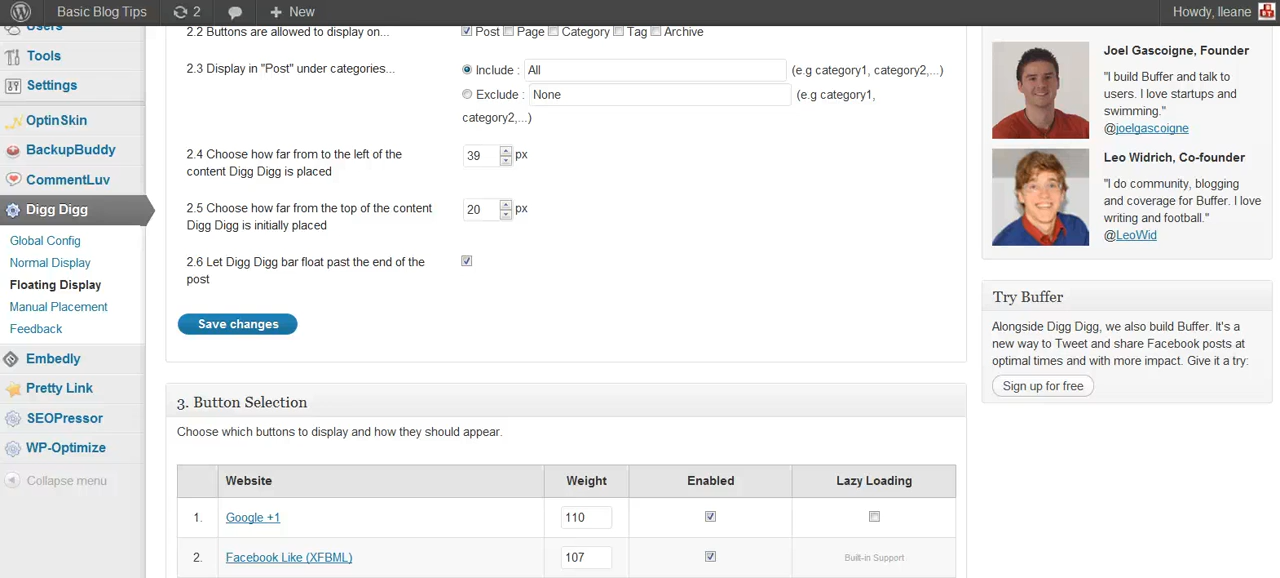 Basic Blog Tips
2
New
Howdy, Ileane
Users
Tools
Settings
OptinSkin
BackupBuddy
CommentLuv
Digg Digg
Global Config
Normal Display
Floating Display
Manual Placement
Feedback
Embedly
Pretty Link
SEOPressor
WP-Optimize
Collapse menu
2.2 Buttons are allowed to display on...
Post Page Category Tag Archive
2.3 Display in "Post" under categories...
Include : All (e.g category1, category2,...)
Exclude : None (e.g category1,
category2,...)
2.4 Choose how far from to the left of the
content Digg Digg is placed
39 px
2.5 Choose how far from the top of the content
Digg Digg is initially placed
20 px
2.6 Let Digg Digg bar float past the end of the
post
Save changes
3. Button Selection
Choose which buttons to display and how they should appear.
Website Weight Enabled Lazy Loading
1. Google +1 110
2. Facebook Like (XFBML) 107 Built-in Support
Joel Gascoigne, Founder
"I build Buffer and talk to
users. I love startups and
swimming."
@joelgascoigne
Leo Widrich, Co-founder
"I do community, blogging
and coverage for Buffer. I love
writing and football."
@LeoWid
Try Buffer
Alongside Digg Digg, we also build Buffer. It's a
new way to Tweet and share Facebook posts at
optimal times and with more impact. Give it a try:
Sign up for free